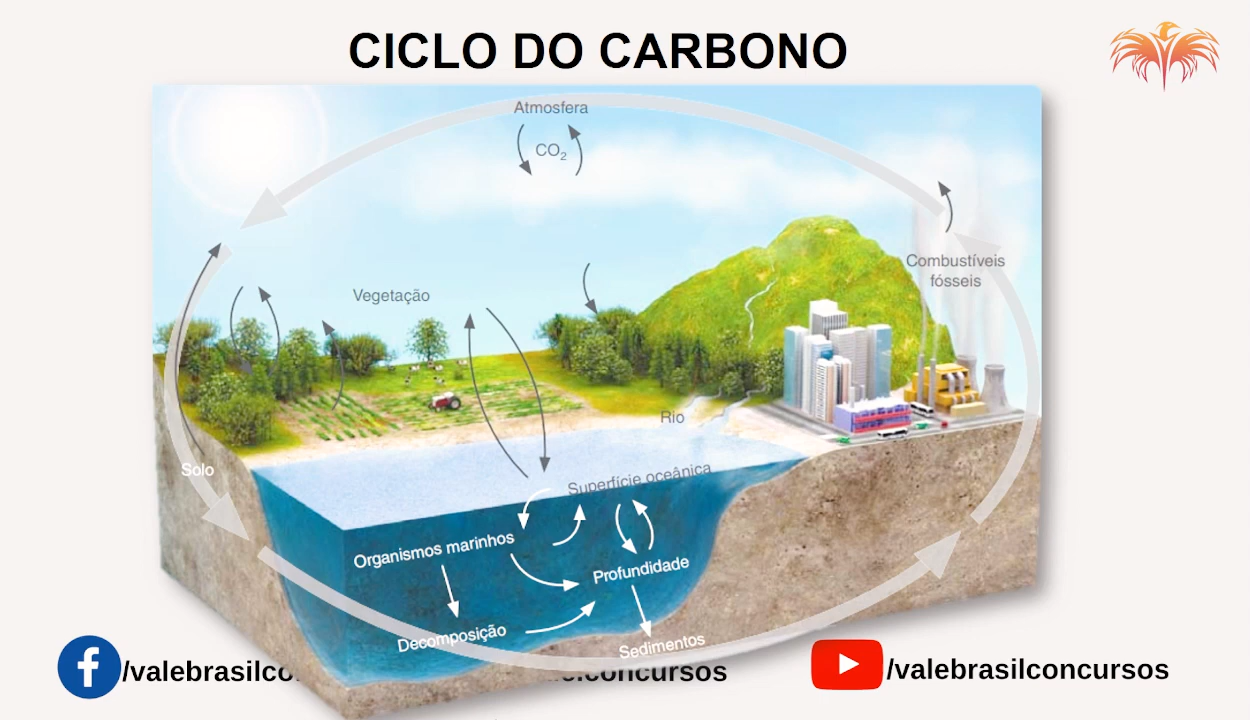 CICLO DO CARBONO
Atmosfera
CO₂
Combustíveis
fósseis
Vegetação
Rio
Solo
Superfície oceânica
Organismos marinhos
Profundidade
Decomposição
Sedimentos
/valebrasilco
concursos
/valebrasilconcursos